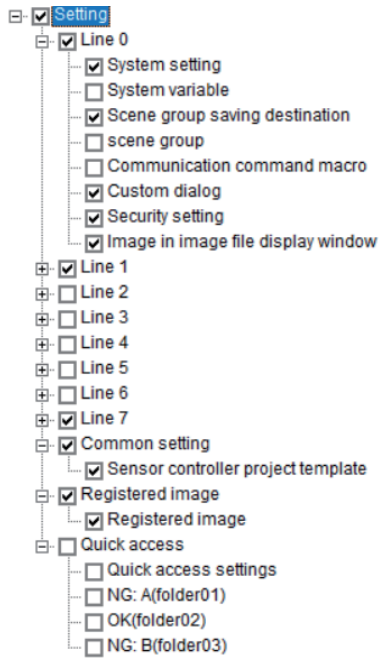 Setting
Line 0
System setting
System variable
Scene group saving destination
scene group
Communication command macro
Custom dialog
Security setting
Image in image file display window
Line 1
Line 2
Line 3
Line 4
Line 5
Line 6
Line 7
Common setting
Sensor controller project template
Registered image
Registered image
Quick access
Quick access settings
NG: A(folder01)
OK(folder02)
NG: B(folder03)